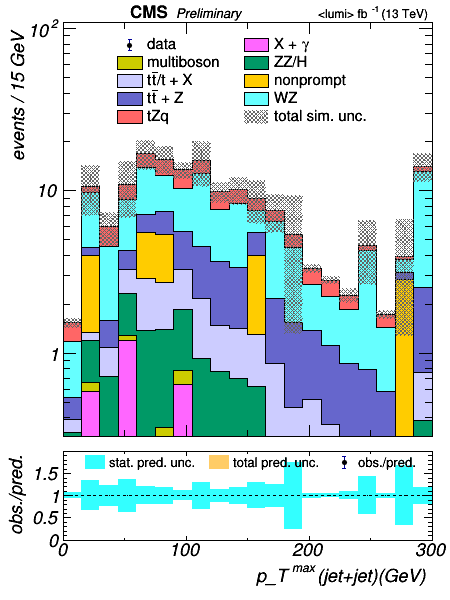 CMS Preliminary <lumi> fb⁻¹ (13 TeV)
10²
events / 15 GeV
data X + γ
multiboson ZZ/H
tt̄/t + X nonprompt
tt̄ + Z WZ
tZq total sim. unc.
10
1
obs./pred.
stat. pred. unc. total pred. unc. obs./pred.
1.5
1
0.5
0
0 100 200 300
p_T^max (jet+jet)(GeV)